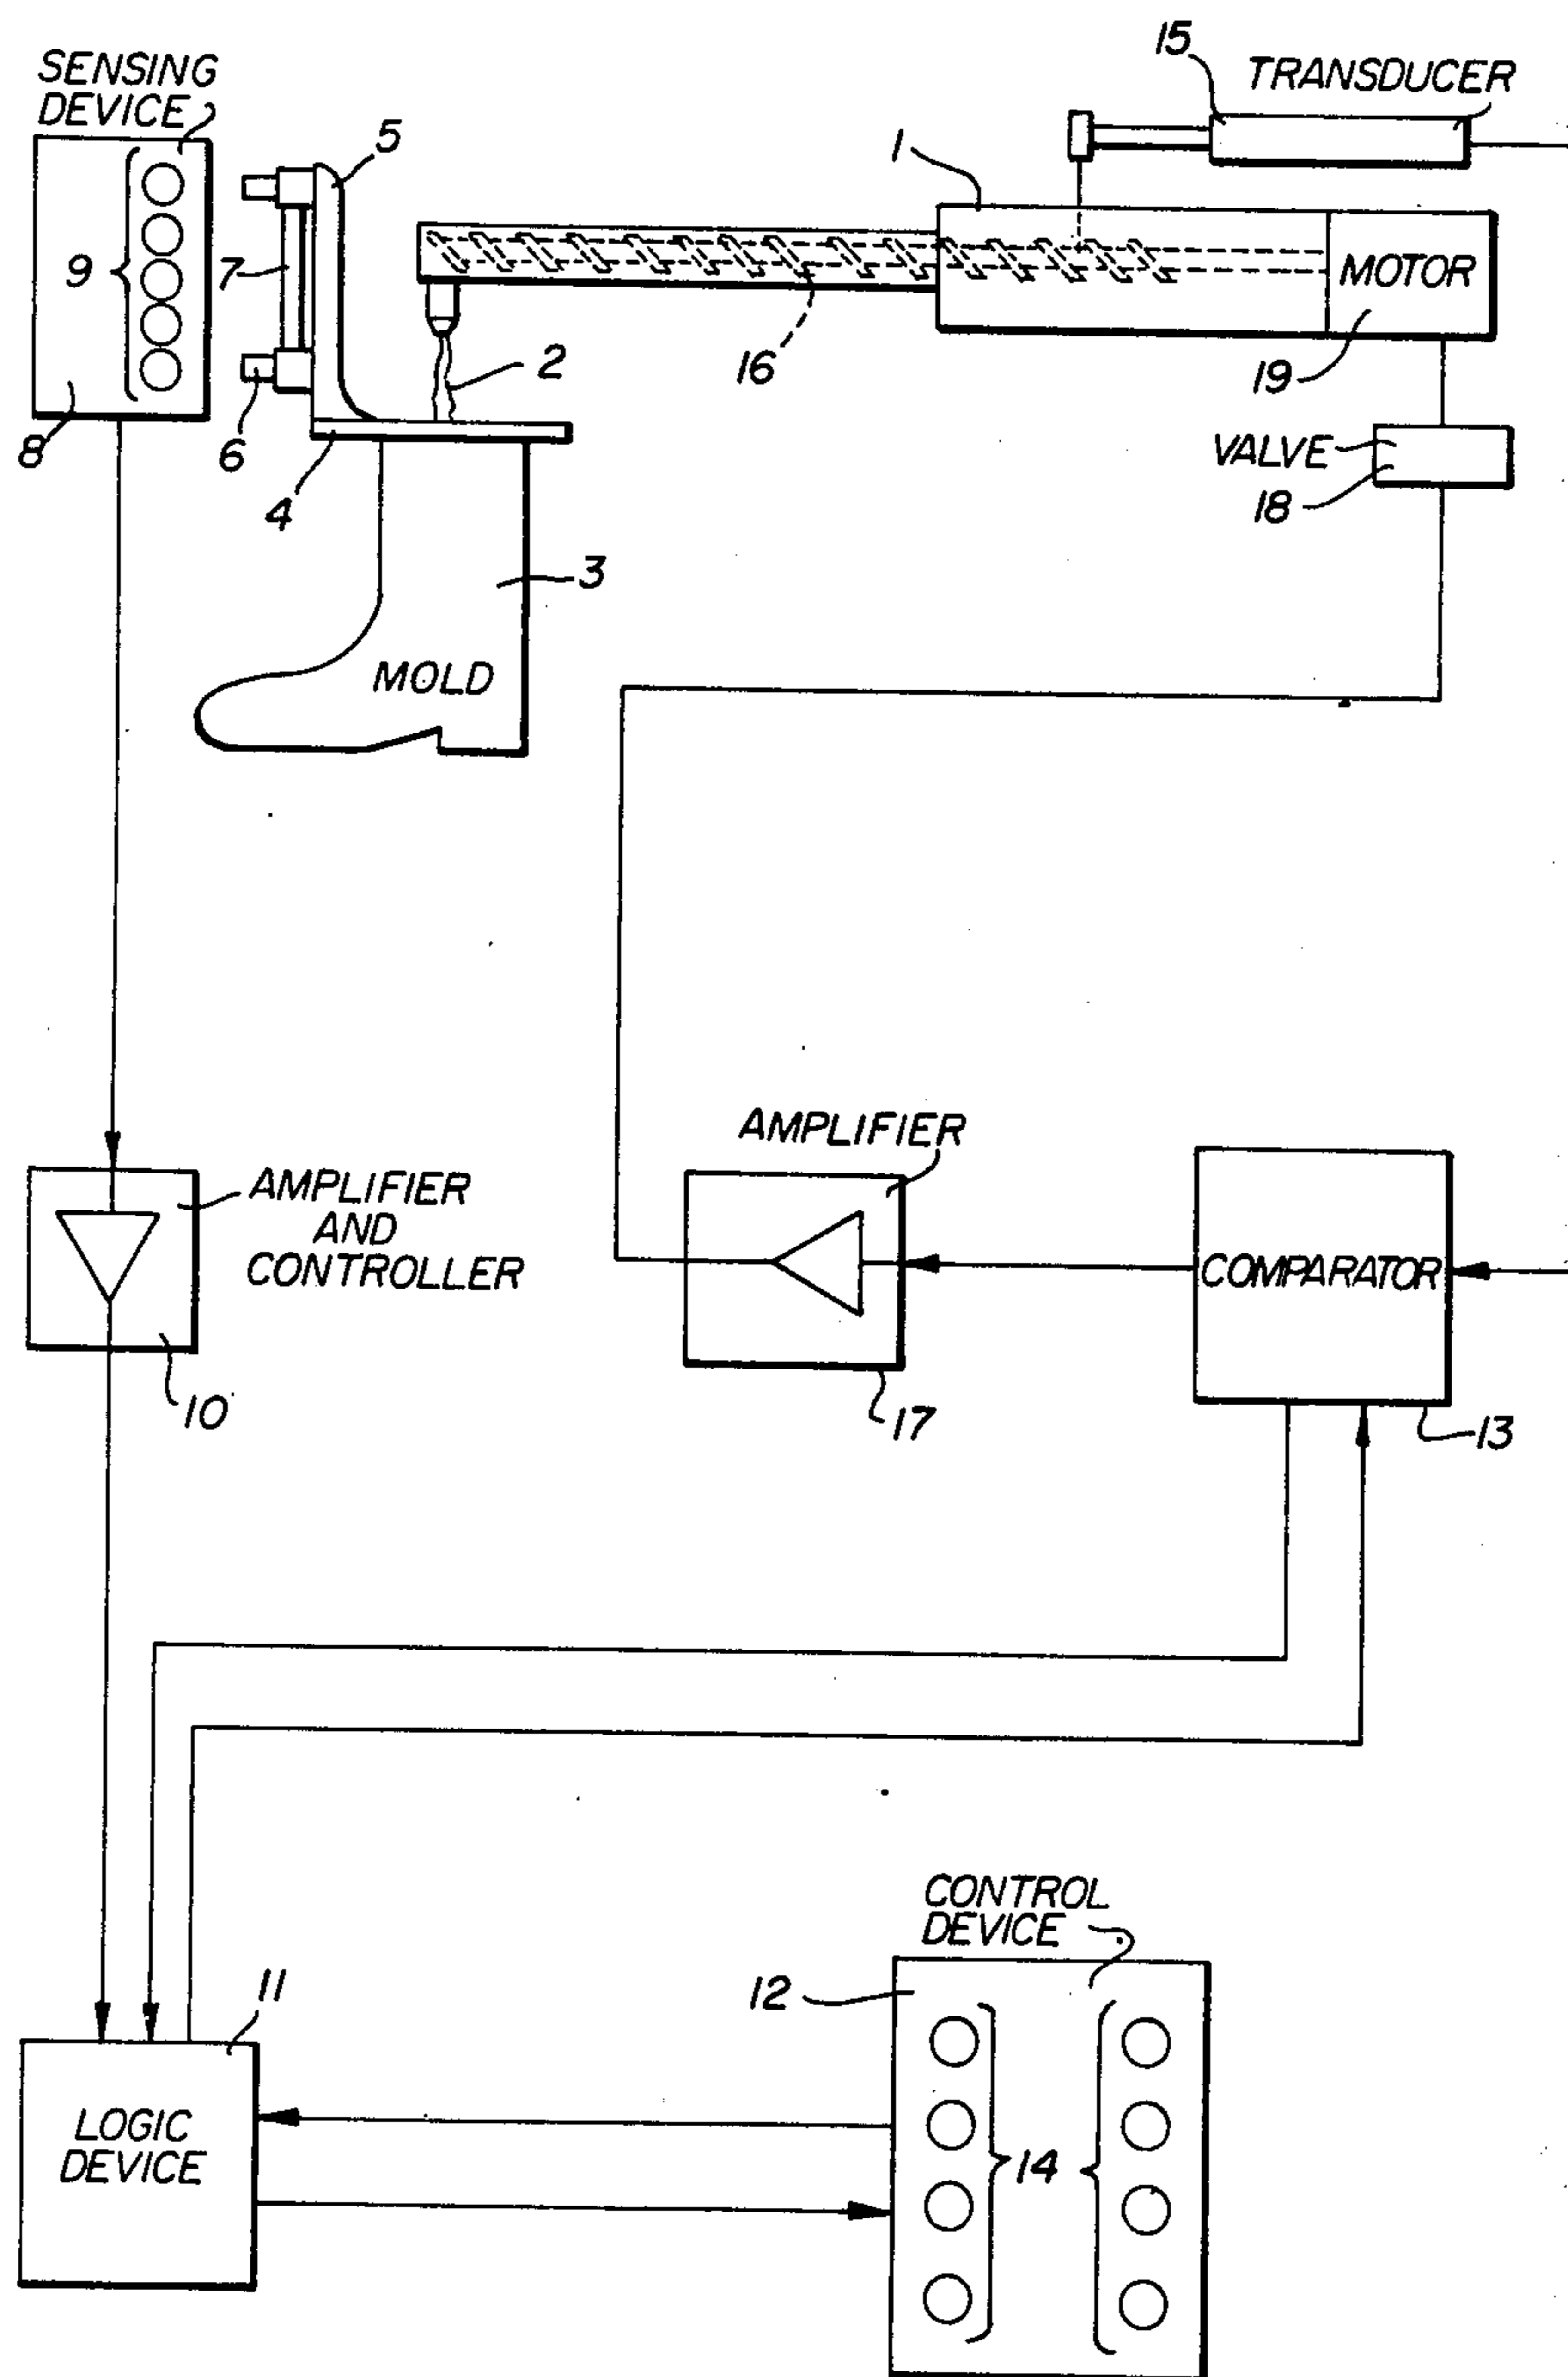 15
TRANSDUCER
SENSING
DEVICE
5
1
9
7
MOTOR
16
19
2
8
6
4
VALVE
18
3
MOLD
AMPLIFIER
AMPLIFIER
AND
CONTROLLER
COMPARATOR
10
17
13
CONTROL
DEVICE
11
12
LOGIC
DEVICE
14